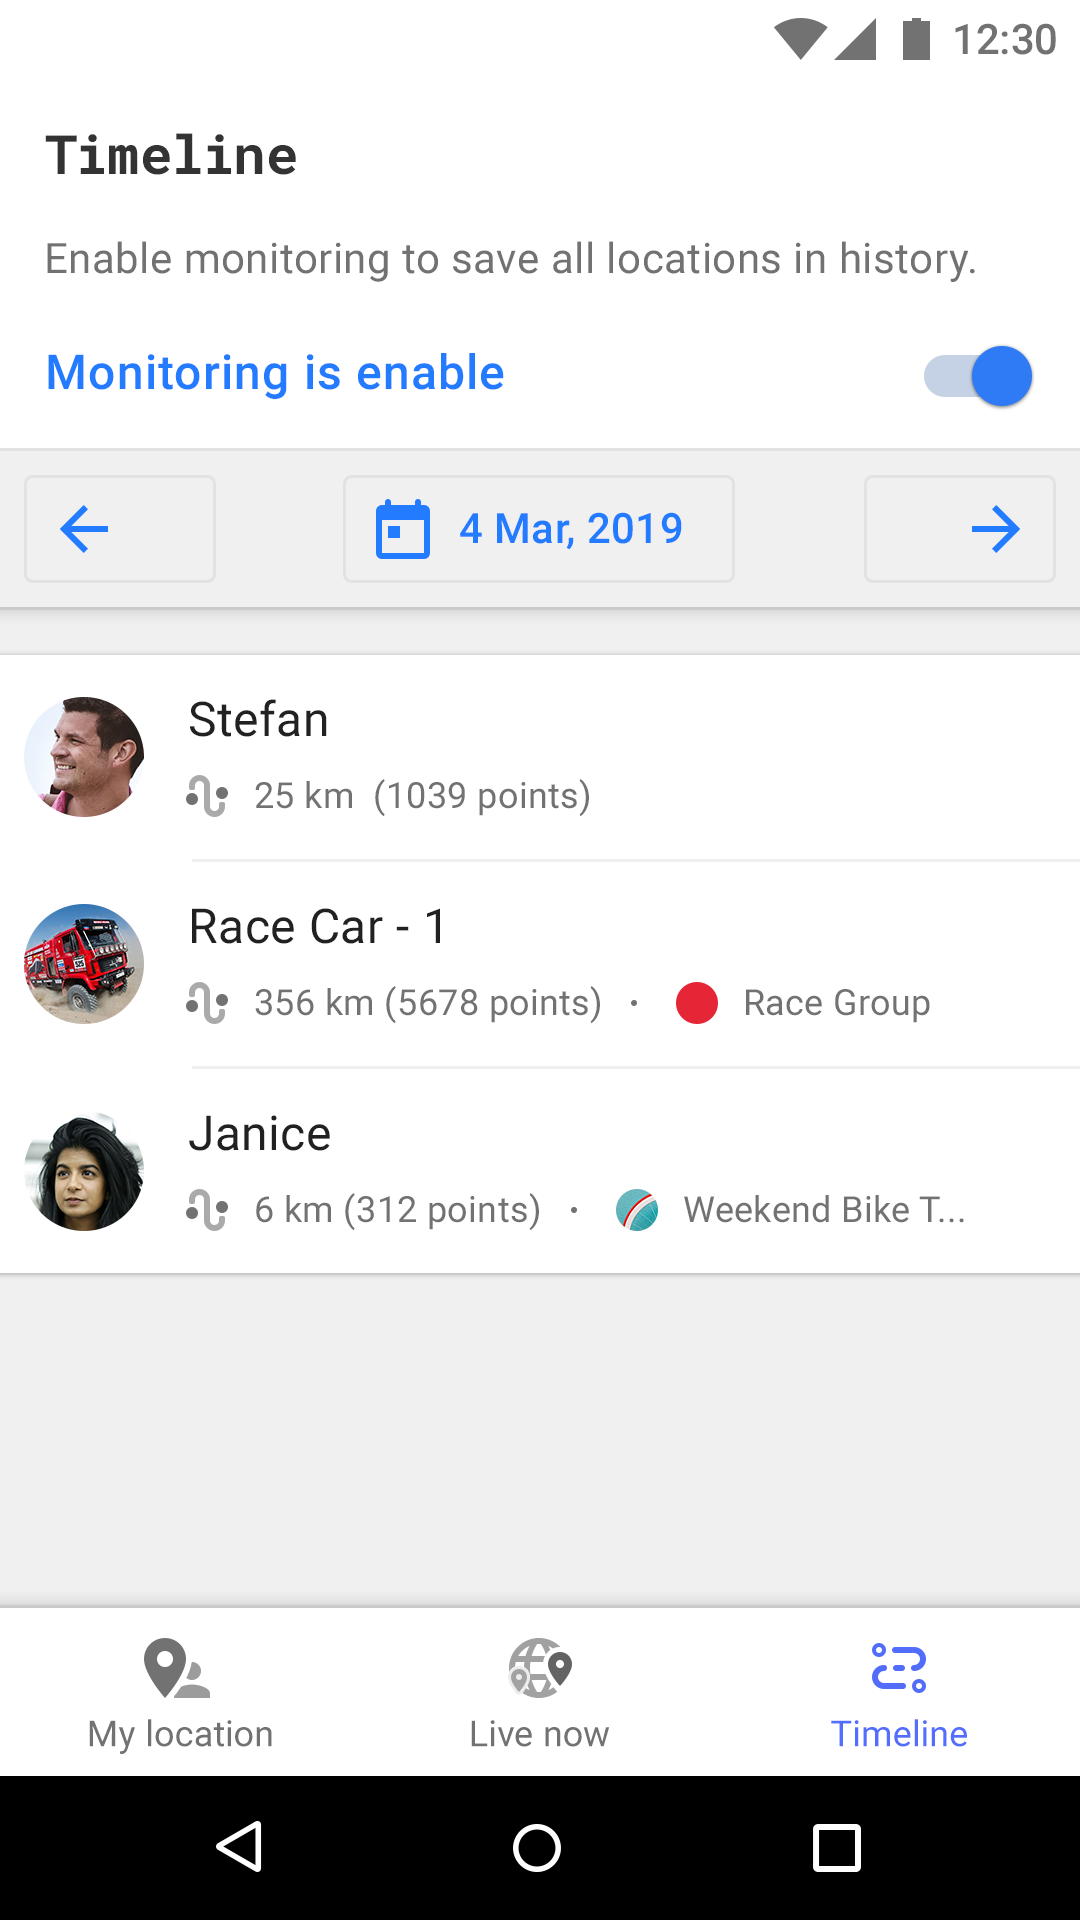 12:30
Timeline
Enable monitoring to save all locations in history.
Monitoring is enable
4 Mar, 2019
Stefan
25 km (1039 points)
Race Car - 1
356 km (5678 points) · Race Group
Janice
6 km (312 points) · Weekend Bike T...
My location Live now Timeline